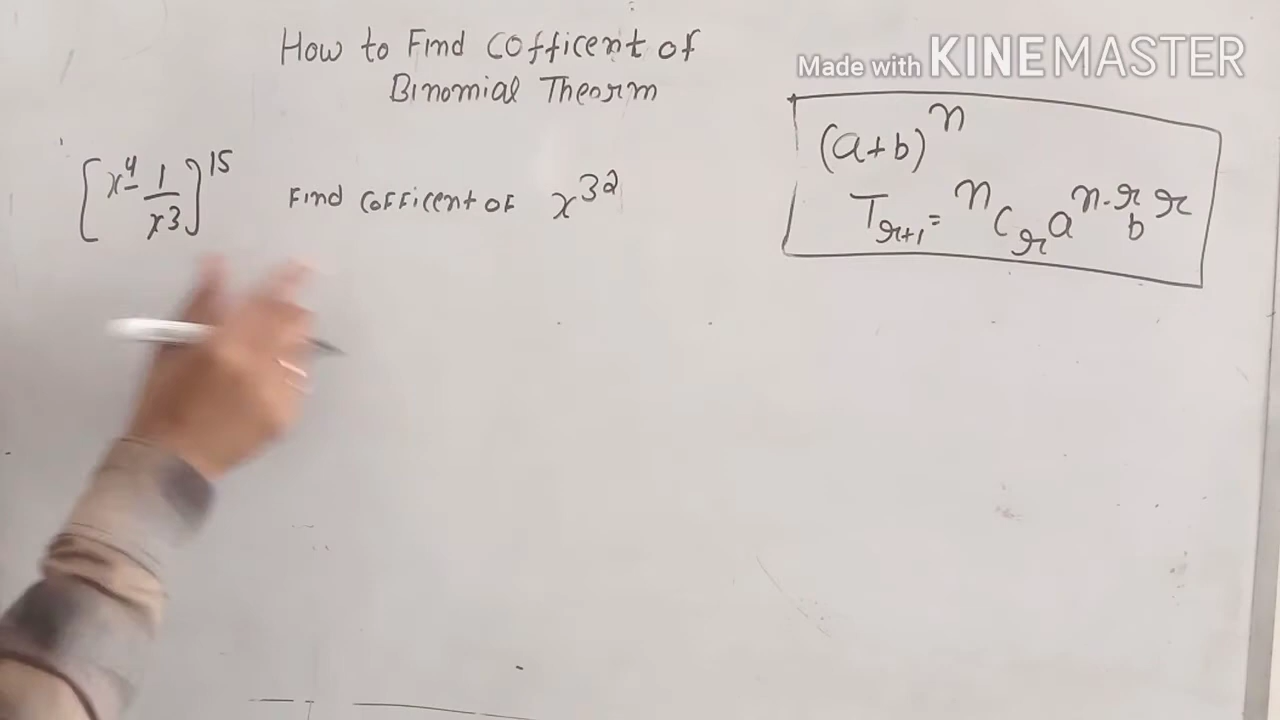 How to Find Cofficent of
Binomial Theorm
Made with KINEMASTER
[x⁴ - 1/x3]¹⁵ Find Cofficent of x³²
(a+b)ⁿ
Tᵣ₊₁ = ⁿCᵣ aⁿ⁻ʳ bʳ